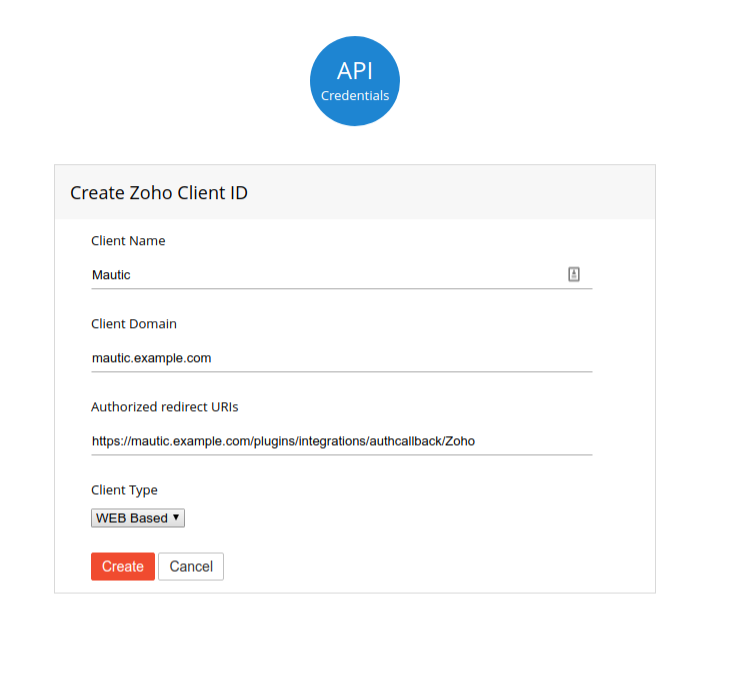 API
Credentials
Create Zoho Client ID
Client Name
Mautic
Client Domain
mautic.example.com
Authorized redirect URIs
https://mautic.example.com/plugins/integrations/authcallback/Zoho
Client Type
WEB Based
Create Cancel